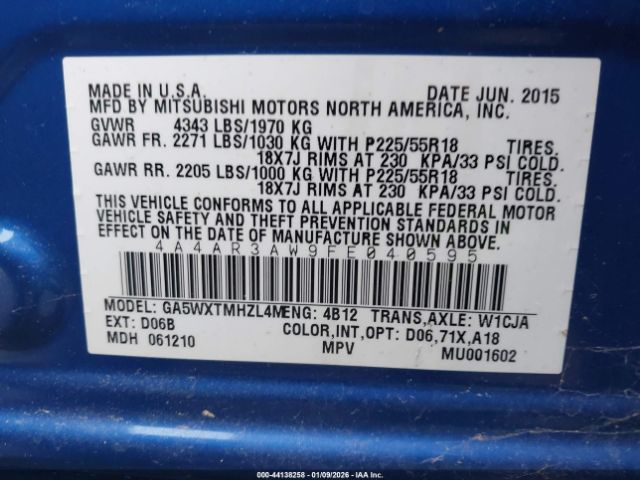 MADE IN U.S.A. DATE JUN. 2015
MFD BY MITSUBISHI MOTORS NORTH AMERICA, INC.
GVWR 4343 LBS/1970 KG
GAWR FR. 2271 LBS/1030 KG WITH P225/55R18 TIRES.
18X7J RIMS AT 230 KPA/33 PSI COLD.
GAWR RR. 2205 LBS/1000 KG WITH P225/55R18 TIRES.
18X7J RIMS AT 230 KPA/33 PSI COLD.
THIS VEHICLE CONFORMS TO ALL APPLICABLE FEDERAL MOTOR
VEHICLE SAFETY AND THEFT PREVENTION STANDARDS IN
EFFECT ON DATE OF MANUFACTURE SHOWN ABOVE.
4A4AR3AW9FE040595
MODEL: GA5WXTMHZL4M ENG: 4B12 TRANS,AXLE: W1CJA
EXT: D06B COLOR,INT,OPT: D06,71X,A18
MDH 061210 MPV MU001602
000-44138258 - 01/09/2026 - IAA Inc.